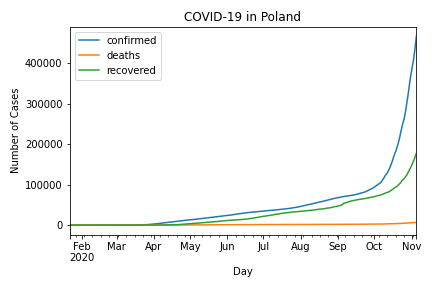 COVID-19 in Poland
confirmed
deaths
recovered
Number of Cases
400000
300000
200000
100000
0
Feb Mar Apr May Jun Jul Aug Sep Oct Nov
2020
Day